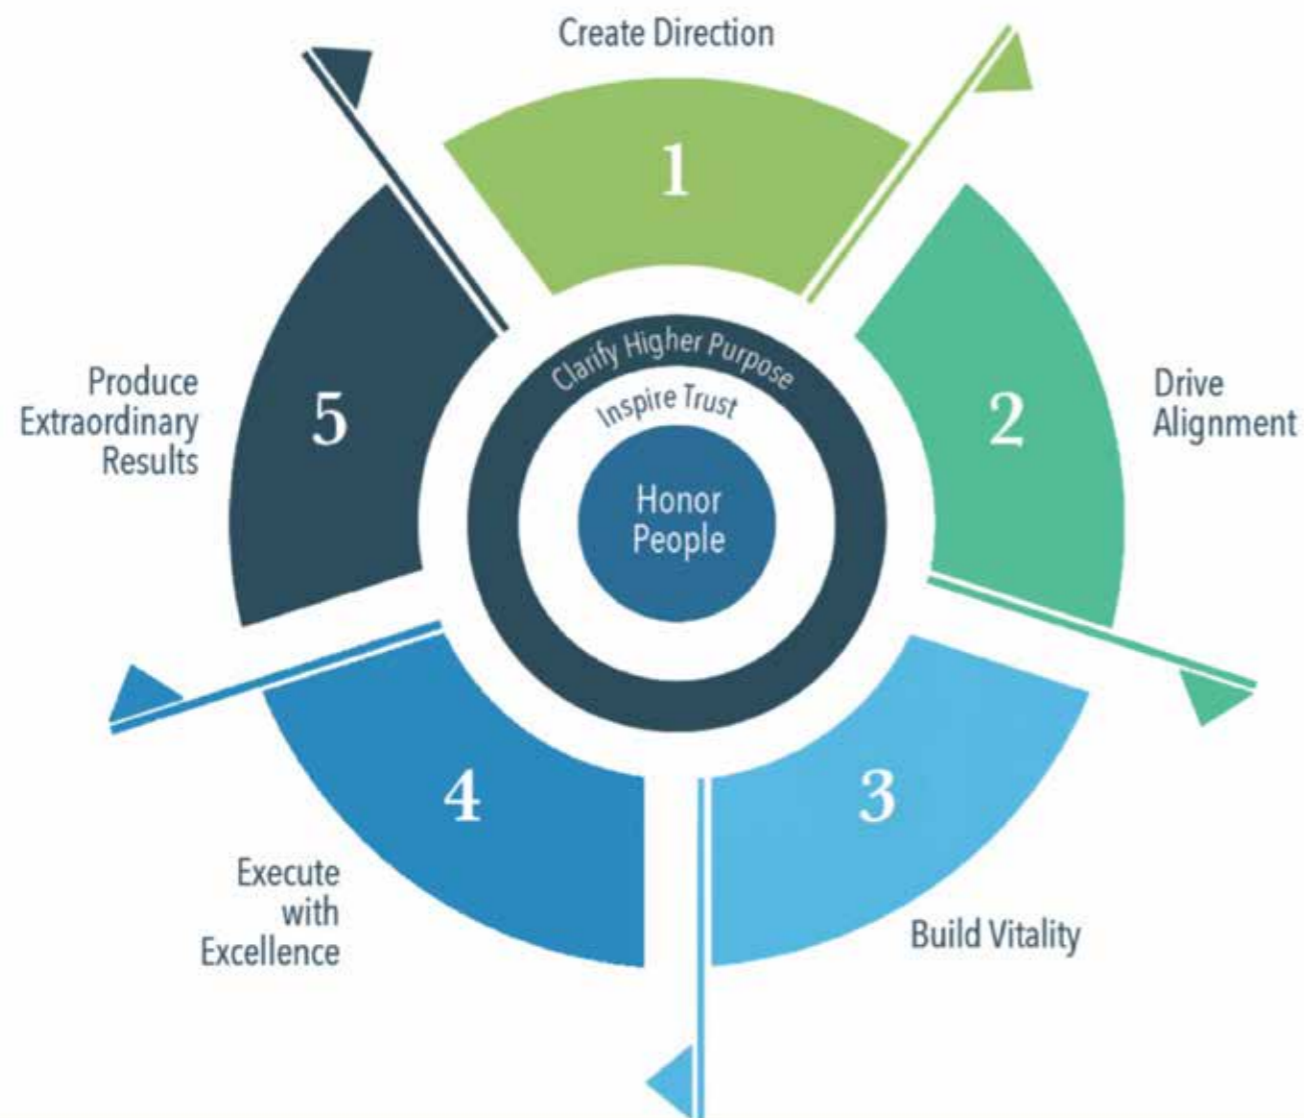 Create Direction
1
2
Drive
Alignment
3
Build Vitality
4
Execute
with
Excellence
5
Produce
Extraordinary
Results
Clarify Higher Purpose
Inspire Trust
Honor
People